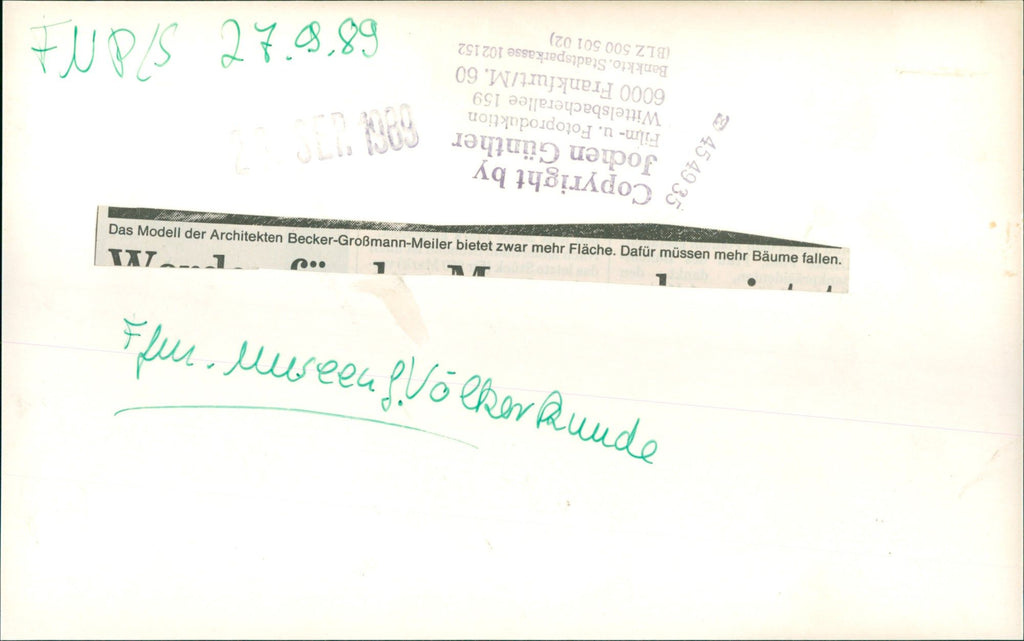 FNP/S 27.9.89
SEP. 1989
Copyright by
Jochen Günther
Film- u. Fotoproduktion
Wittelsbacherallee 159
6000 Frankfurt/M. 60
Bankkto. Stadtsparkasse 102152
(BLZ 500 501 02)
☎ 454935
Das Modell der Architekten Becker-Großmann-Meiler bietet zwar mehr Fläche. Dafür müssen mehr Bäume fallen.
Ffm. Museen f. Völkerkunde